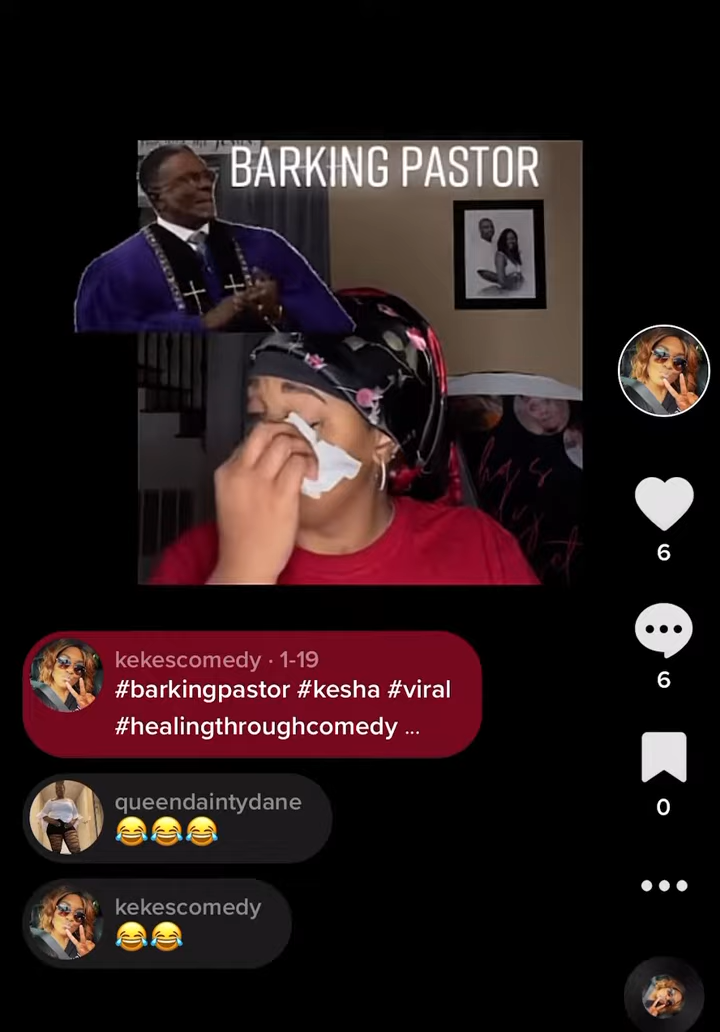 BARKING PASTOR
6
6
0
kekescomedy · 1-19
#barkingpastor #kesha #viral
#healingthroughcomedy ...
queendaintydane
😂😂😂
kekescomedy
😂😂